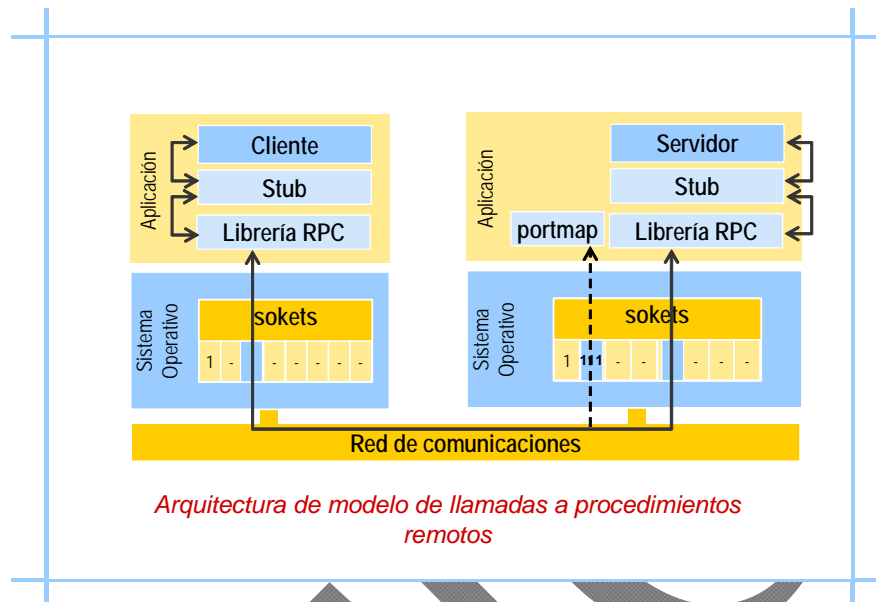 Aplicación
Cliente
Stub
Librería RPC
Aplicación
Servidor
Stub
portmap
Librería RPC
Sistema
Operativo
sokets
1 - - - - - -
Sistema
Operativo
sokets
1 111 - - - - -
Red de comunicaciones
Arquitectura de modelo de llamadas a procedimientos
remotos